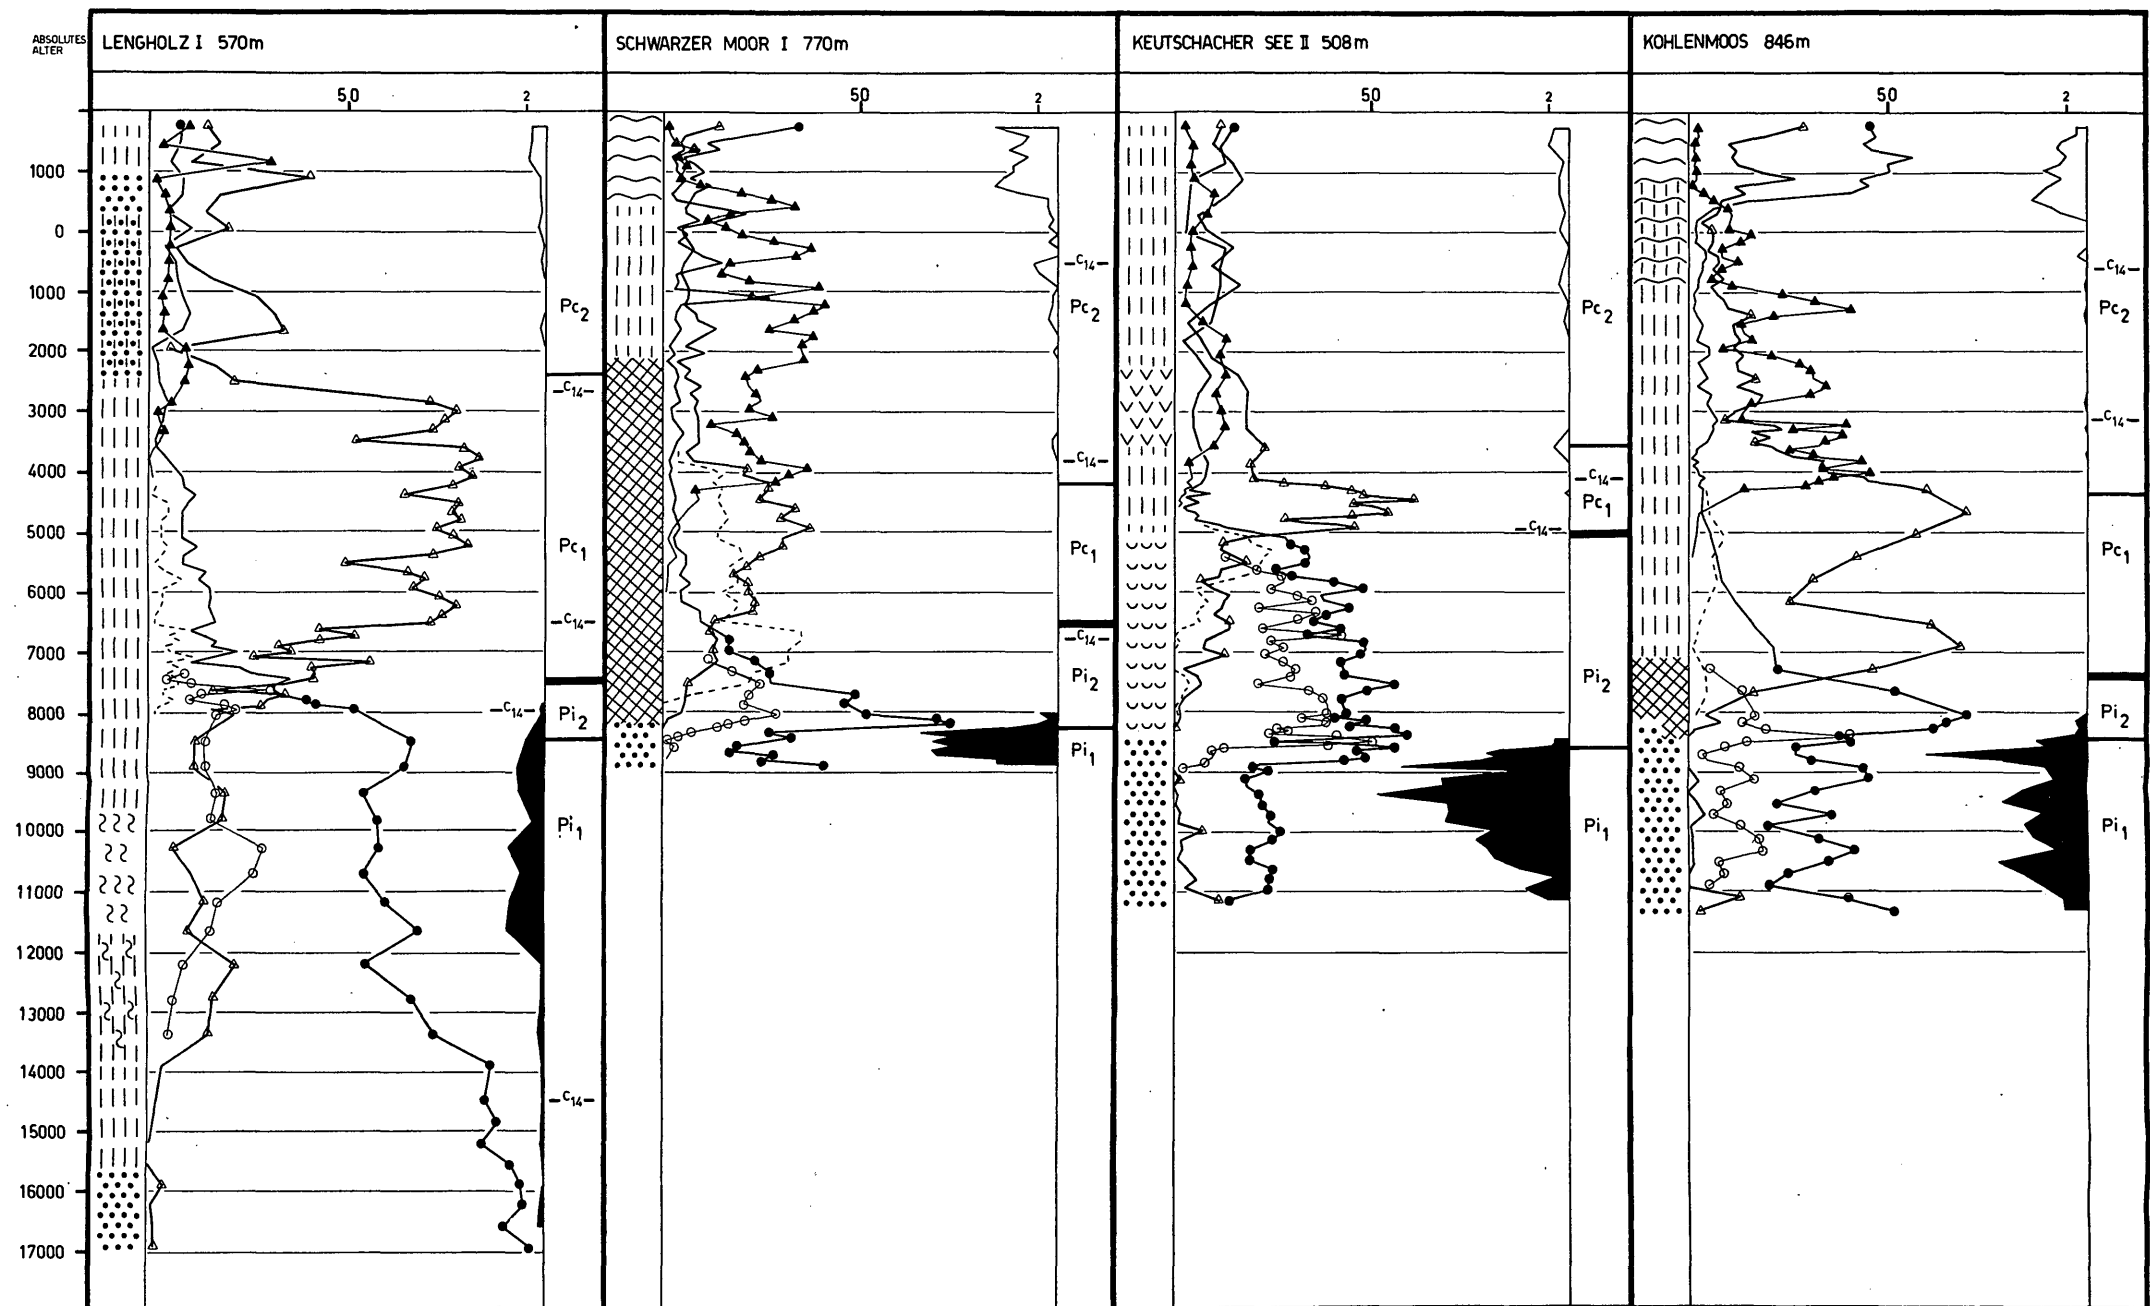 ABSOLUTES
ALTER
LENGHOLZ I 570m
SCHWARZER MOOR I 770m
KEUTSCHACHER SEE II 508m
KOHLENMOOS 846m
50 2 50 2 50 2 50 2
1000
0
1000
2000
3000
4000
5000
6000
7000
8000
9000
10000
11000
12000
13000
14000
15000
16000
17000
Pc2
C14
Pc1
C14
C14
Pi2
Pi1
C14
C14
Pc2
C14
Pc1
C14
Pi2
Pi1
Pc2
C14
Pc1
C14
Pi2
Pi1
C14
Pc2
C14
Pc1
Pi2
Pi1